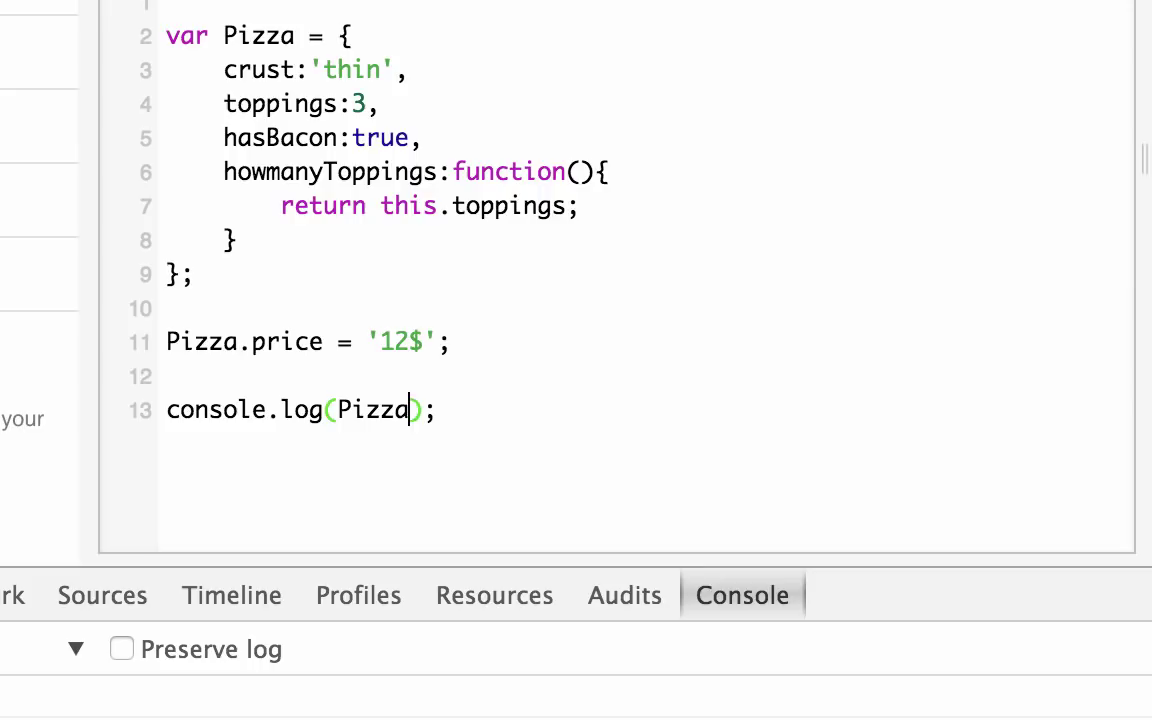 1
2 var Pizza = {
3 crust:'thin',
4 toppings:3,
5 hasBacon:true,
6 howmanyToppings:function(){
7 return this.toppings;
8 }
9 };
10
11 Pizza.price = '12$';
12
13 console.log(Pizza);
your
rk Sources Timeline Profiles Resources Audits Console
▼ Preserve log